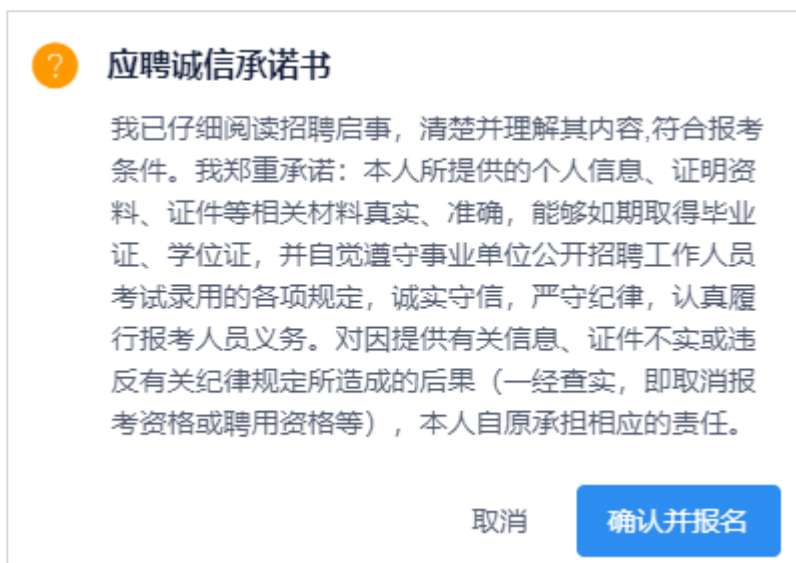 ?
应聘诚信承诺书
我已仔细阅读招聘启事，清楚并理解其内容,符合报考
条件。我郑重承诺：本人所提供的个人信息、证明资
料、证件等相关材料真实、准确，能够如期取得毕业
证、学位证，并自觉遵守事业单位公开招聘工作人员
考试录用的各项规定，诚实守信，严守纪律，认真履
行报考人员义务。对因提供有关信息、证件不实或违
反有关纪律规定所造成的后果（一经查实，即取消报
考资格或聘用资格等），本人自原承担相应的责任。
取消
确认并报名